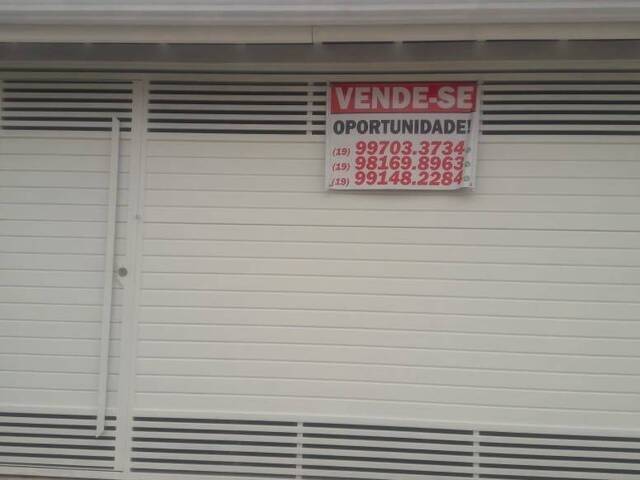 VENDE-SE
OPORTUNIDADE!
(19) 99703.3734
(19) 98169.8963
(19) 99148.2284